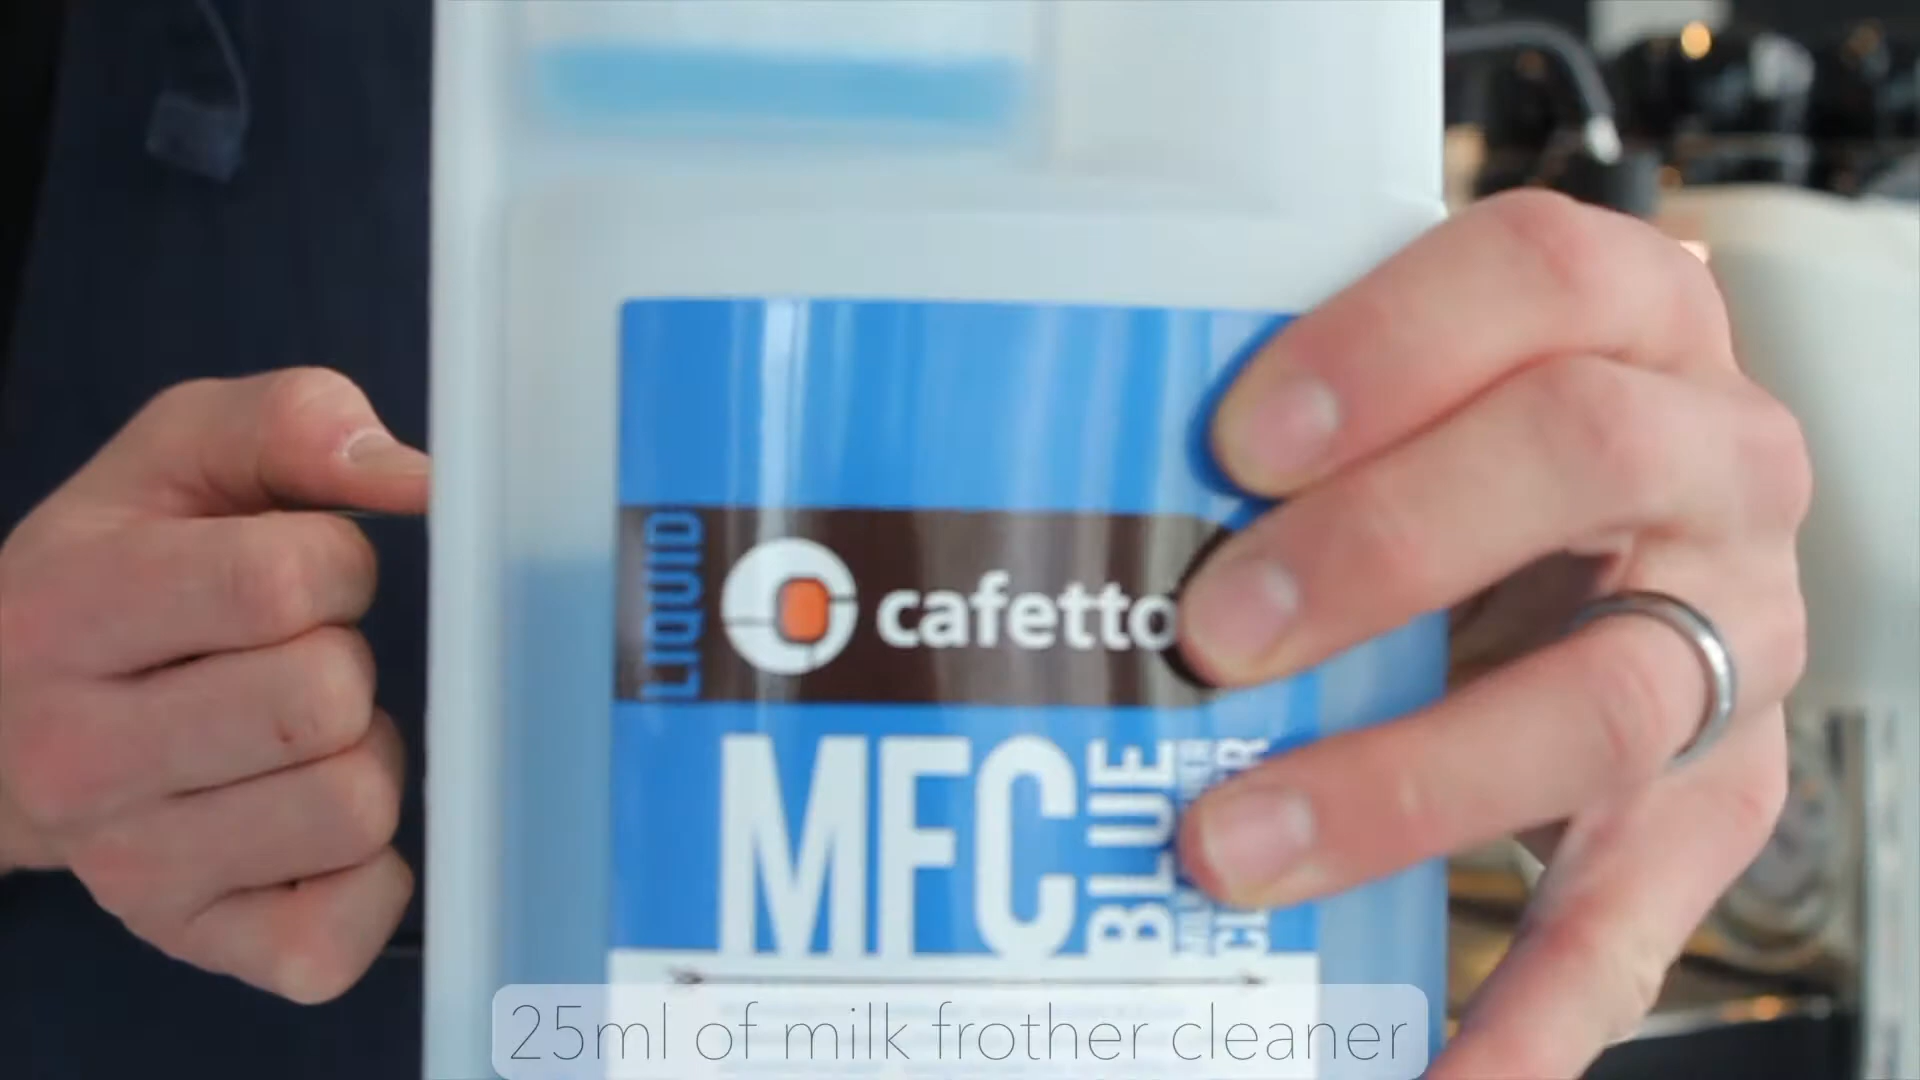 LIQUID
cafetto
MFC
BLUE
25ml of milk frother cleaner